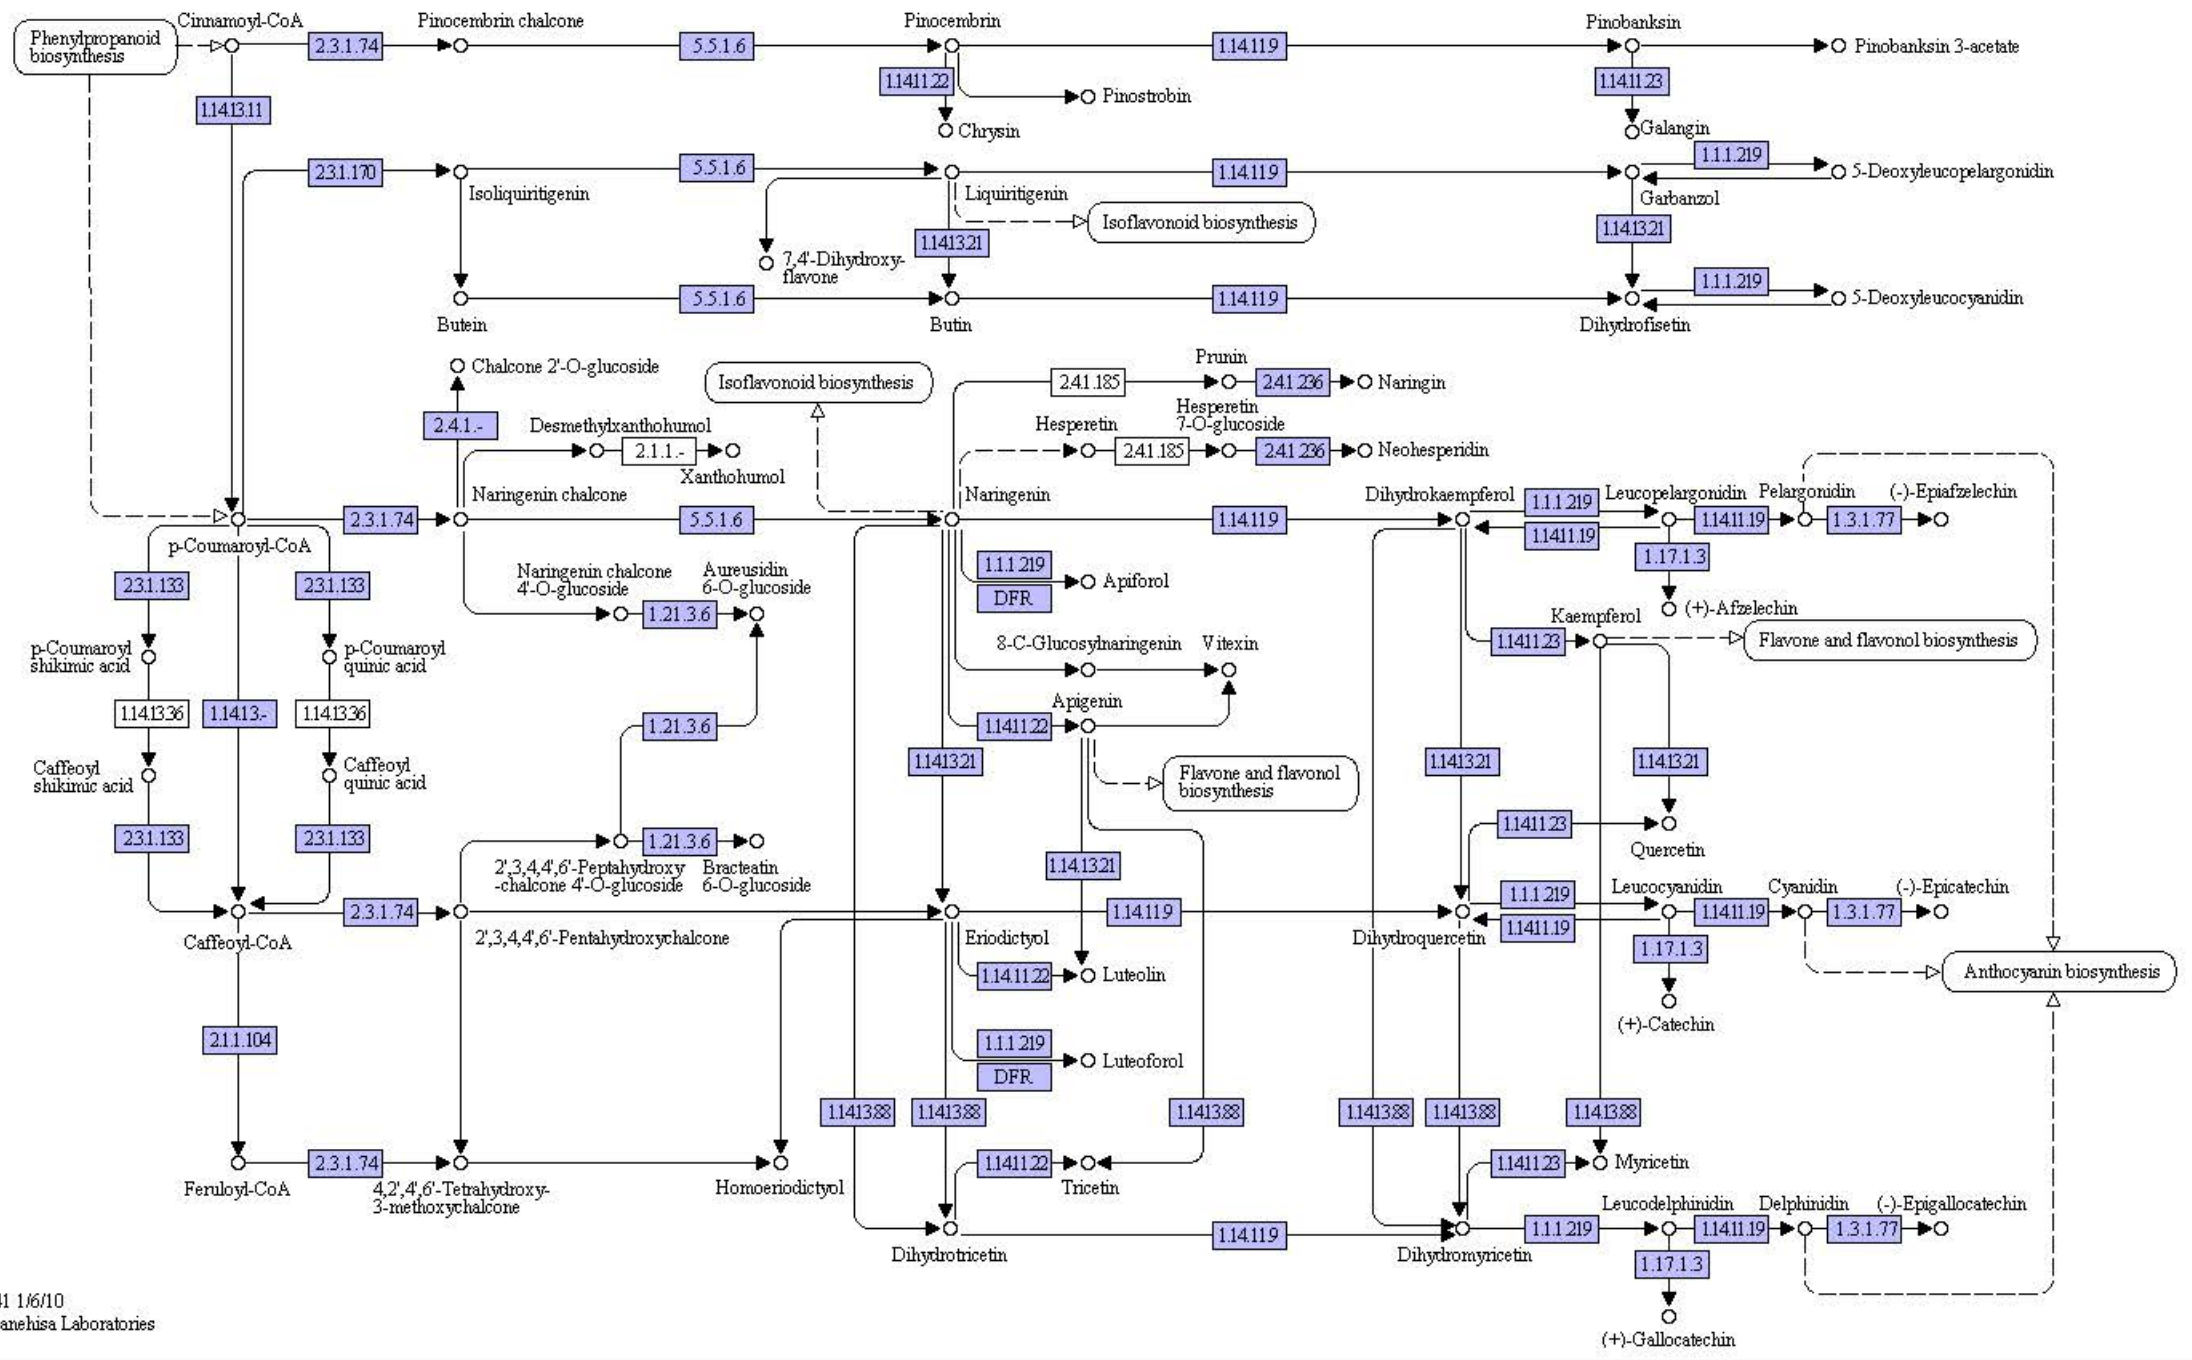 Cinnamoyl-CoA
Pinocembrin chalcone
Pinocembrin
Pinobanksin
Phenylpropanoid
biosynthesis
2.3.1.74
5.5.1.6
1.14.11.9
Pinobanksin 3-acetate
1.14.13.11
1.14.11.22
Pinostrobin
1.14.11.23
Chrysin
Galangin
2.3.1.170
5.5.1.6
1.14.11.9
1.1.1.219
5-Deoxyleucopelargonidin
Isoliquiritigenin
Liquiritigenin
Garbanzol
Isoflavonoid biosynthesis
1.14.13.21
1.14.13.21
7,4'-Dihydroxy-
flavone
1.1.1.219
5.5.1.6
1.14.11.9
5-Deoxyleucocyanidin
Butein
Butin
Dihydrofisetin
Chalcone 2'-O-glucoside
Isoflavonoid biosynthesis
Prunin
2.4.1.185
2.4.1.236
Naringin
2.4.1.-
Desmethylxanthohumol
2.1.1.-
Xanthohumol
Hesperetin
Hesperetin
7-O-glucoside
2.4.1.185
2.4.1.236
Neohesperidin
Naringenin chalcone
Naringenin
Dihydrokaempferol
Leucopelargonidin
Pelargonidin
(-)-Epiafzelechin
2.3.1.74
5.5.1.6
1.14.11.9
1.1.1.219
1.14.11.19
1.14.11.19
1.3.1.77
p-Coumaroyl-CoA
1.17.1.3
(+)-Afzelechin
2.3.1.133
2.3.1.133
Naringenin chalcone
4'-O-glucoside
Aureusidin
6-O-glucoside
1.21.3.6
1.1.1.219
DFR
Apiforol
Kaempferol
1.14.11.23
Flavone and flavonol biosynthesis
p-Coumaroyl
shikimic acid
p-Coumaroyl
quinic acid
8-C-Glucosylnaringenin
Vitexin
Apigenin
1.14.13.36
1.14.13.-
1.14.13.36
1.21.3.6
1.14.11.22
1.14.13.21
1.14.13.21
1.14.13.21
Caffeoyl
shikimic acid
Caffeoyl
quinic acid
Flavone and flavonol
biosynthesis
2.3.1.133
2.3.1.133
1.21.3.6
1.14.13.21
1.14.11.23
Quercetin
2',3,4,4',6'-Peptahydroxy
-chalcone 4'-O-glucoside
Bracteatin
6-O-glucoside
Leucocyanidin
Cyanidin
(-)-Epicatechin
2.3.1.74
1.14.11.9
1.1.1.219
1.14.11.19
1.14.11.19
1.3.1.77
Caffeoyl-CoA
2',3,4,4',6'-Pentahydroxychalcone
Eriodictyol
Dihydroquercetin
1.17.1.3
1.14.11.22
Luteolin
Anthocyanin biosynthesis
(+)-Catechin
2.1.1.104
1.1.1.219
DFR
Luteoforol
1.14.13.88
1.14.13.88
1.14.13.88
1.14.13.88
1.14.13.88
1.14.13.88
2.3.1.74
1.14.11.22
1.14.11.23
Myricetin
Feruloyl-CoA
4,2',4',6'-Tetrahydroxy-
3-methoxychalcone
Homoeriodictyol
Tricetin
Leucodelphinidin
Delphinidin
(-)-Epigallocatechin
1.14.11.9
1.1.1.219
1.14.11.19
1.3.1.77
Dihydrotricetin
Dihydromyricetin
1.17.1.3
(+)-Gallocatechin
41 1/6/10
anehisa Laboratories